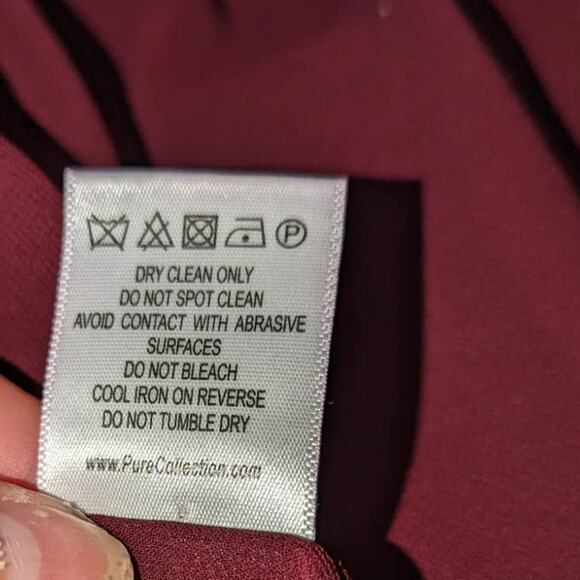 P
DRY CLEAN ONLY
DO NOT SPOT CLEAN
AVOID CONTACT WITH ABRASIVE
SURFACES
DO NOT BLEACH
COOL IRON ON REVERSE
DO NOT TUMBLE DRY
www.PureCollection.com